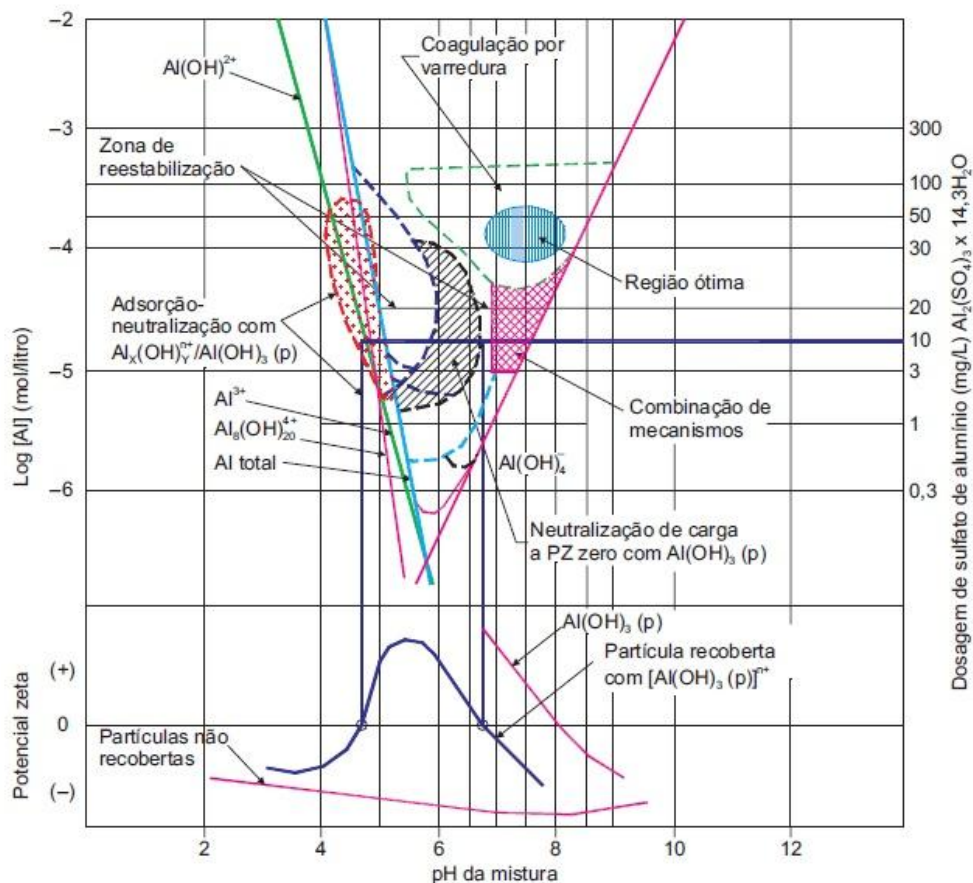 –2
–3
–4
–5
–6
Log [Al] (mol/litro)
Al(OH)²⁺
Zona de
reestabilização
Adsorção-
neutralização com
Alₓ(OH)ᵧⁿ⁺/Al(OH)₃ (p)
Al³⁺
Al₈(OH)₂₀⁴⁺
Al total
Coagulação por
varredura
Região ótima
Combinação de
mecanismos
Al(OH)₄⁻
Neutralização de carga
a PZ zero com Al(OH)₃ (p)
300
100
50
30
20
10
3
1
0,3
Dosagem de sulfato de alumínio (mg/L) Al₂(SO₄)₃ x 14,3H₂O
Potencial zeta
(+)
0
(–)
Al(OH)₃ (p)
Partícula recoberta
com [Al(OH)₃ (p)]ⁿ⁺
Partículas não
recobertas
2 4 6 8 10 12
pH da mistura